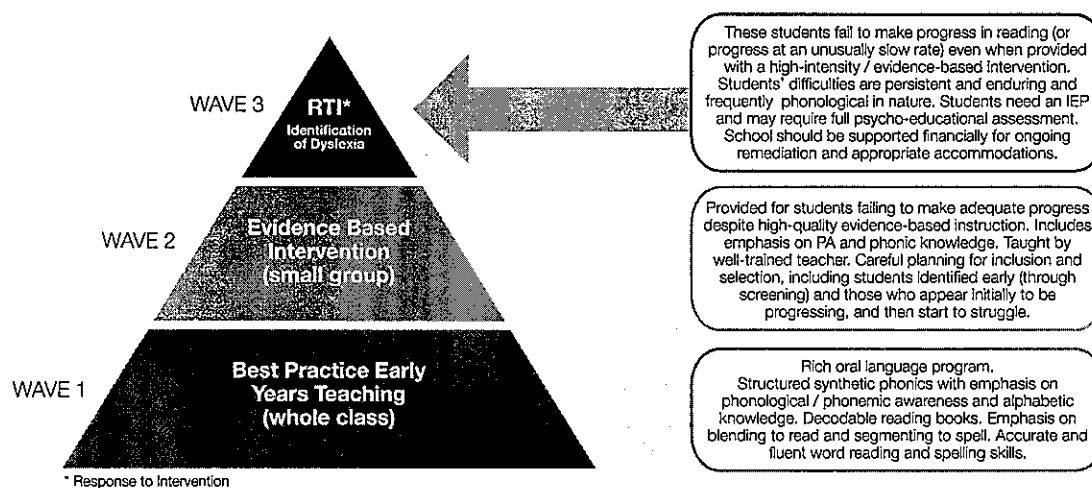 WAVE 3
RTI*
Identification
of Dyslexia
These students fail to make progress in reading (or
progress at an unusually slow rate) even when provided
with a high-intensity / evidence-based Intervention.
Students' difficulties are persistent and enduring and
frequently phonological in nature. Students need an IEP
and may require full psycho-educational assessment.
School should be supported financially for ongoing
remediation and appropriate accommodations.
WAVE 2
Evidence Based
Intervention
(small group)
Provided for students failing to make adequate progress
despite high-quality evidence-based instruction. Includes
emphasis on PA and phonic knowledge. Taught by
well-trained teacher. Careful planning for inclusion and
selection, including students identified early (through
screening) and those who appear initially to be
progressing, and then start to struggle.
WAVE 1
Best Practice Early
Years Teaching
(whole class)
Rich oral language program.
Structured synthetic phonics with emphasis on
phonological / phonemic awareness and alphabetic
knowledge. Decodable reading books. Emphasis on
blending to read and segmenting to spell. Accurate and
fluent word reading and spelling skills.
* Response to Intervention